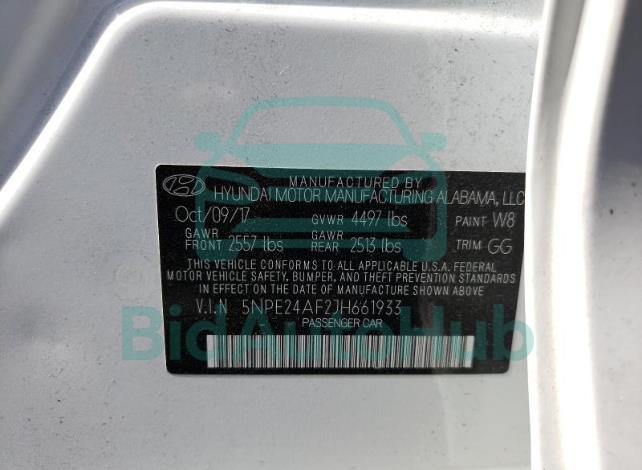 MANUFACTURED BY
HYUNDAI MOTOR MANUFACTURING ALABAMA, LLC
Oct/09/17 GVWR 4497 lbs PAINT W8
GAWR FRONT 2557 lbs GAWR REAR 2513 lbs TRIM GG
THIS VEHICLE CONFORMS TO ALL APPLICABLE U.S. FEDERAL
MOTOR VEHICLE SAFETY, BUMPER, AND THEFT PREVENTION STANDARDS
IN EFFECT ON THE DATE OF MANUFACTURE SHOWN ABOVE.
V.I.N 5NPE24AF2JH661933
PASSENGER CAR
BidAutoHub